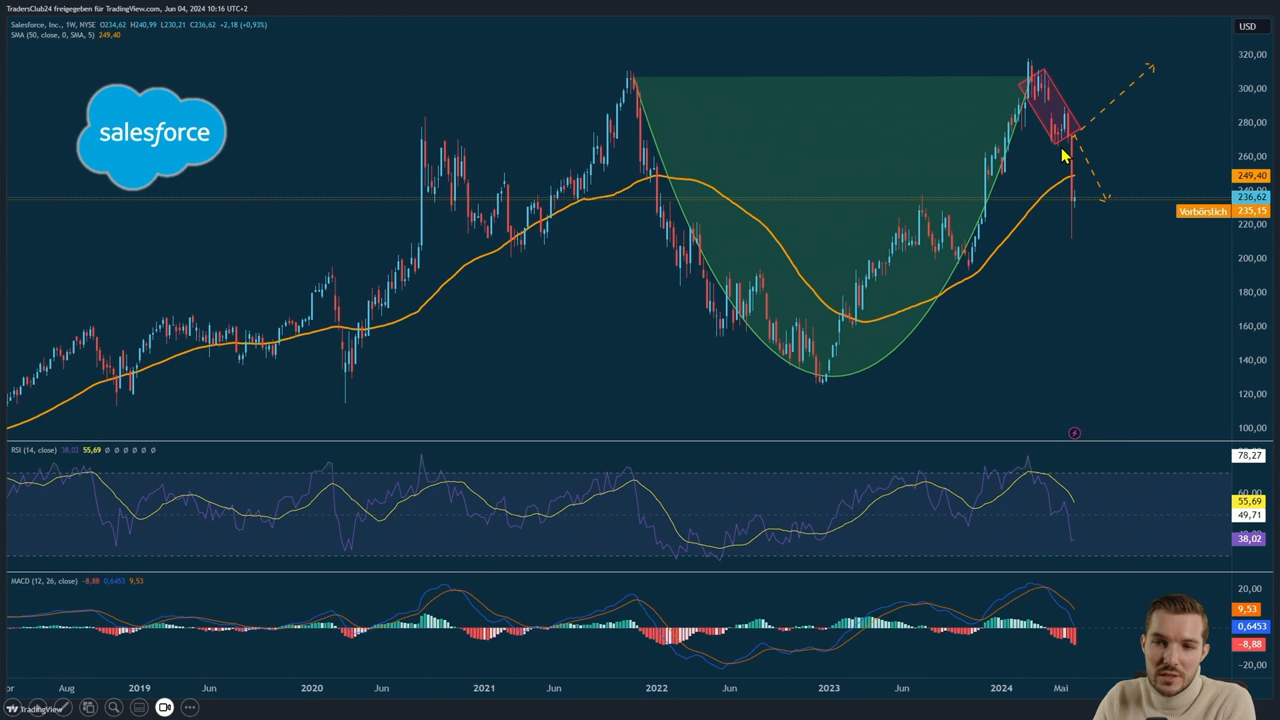 TradersClub24 freigegeben für TradingView.com, Jun 04, 2024 10:16 UTC+2
Salesforce, Inc., 1W, NYSE O234,62 H240,99 L230,21 C236,62 +2,18 (+0,93%)
SMA (50, close, 0, SMA, 5) 249,40
USD
salesforce
320,00
300,00
280,00
260,00
249,40
236,62
Vorbörslich 235,15
220,00
200,00
180,00
160,00
140,00
120,00
100,00
RSI (14, close) 38,02 55,69 Ø Ø Ø Ø Ø Ø
78,27
60,00
55,69
49,71
38,02
MACD (12, 26, close) −8,88 0,6453 9,53
20,00
9,53
0,6453
−8,88
−20,00
Aug 2019 Jun 2020 Jun 2021 Jun 2022 Jun 2023 Jun 2024 Mai
TradingView